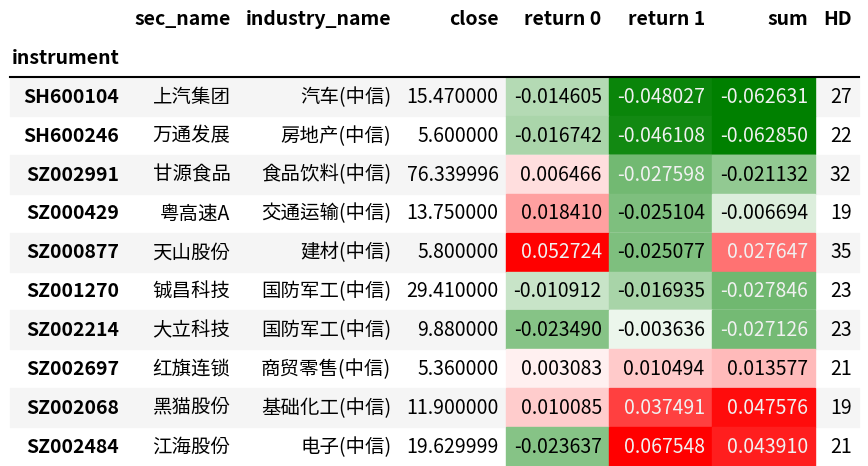 sec_name industry_name close return 0 return 1 sum HD
instrument
SH600104 上汽集团 汽车(中信) 15.470000 -0.014605 -0.048027 -0.062631 27
SH600246 万通发展 房地产(中信) 5.600000 -0.016742 -0.046108 -0.062850 22
SZ002991 甘源食品 食品饮料(中信) 76.339996 0.006466 -0.027598 -0.021132 32
SZ000429 粤高速A 交通运输(中信) 13.750000 0.018410 -0.025104 -0.006694 19
SZ000877 天山股份 建材(中信) 5.800000 0.052724 -0.025077 0.027647 35
SZ001270 铖昌科技 国防军工(中信) 29.410000 -0.010912 -0.016935 -0.027846 23
SZ002214 大立科技 国防军工(中信) 9.880000 -0.023490 -0.003636 -0.027126 23
SZ002697 红旗连锁 商贸零售(中信) 5.360000 0.003083 0.010494 0.013577 21
SZ002068 黑猫股份 基础化工(中信) 11.900000 0.010085 0.037491 0.047576 19
SZ002484 江海股份 电子(中信) 19.629999 -0.023637 0.067548 0.043910 21